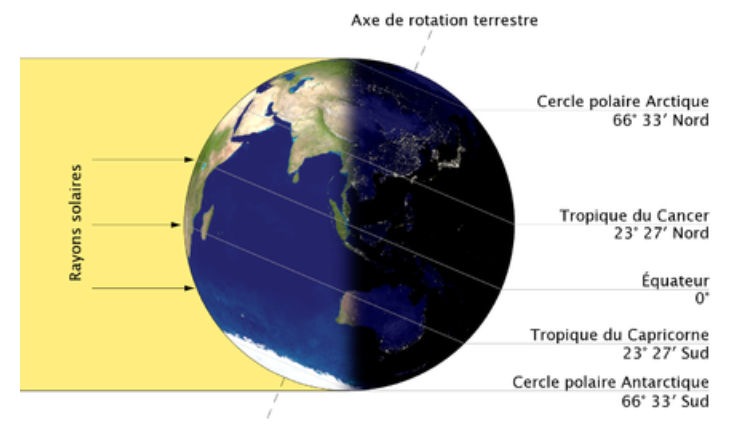 Axe de rotation terrestre
Cercle polaire Arctique
66° 33′ Nord
Rayons solaires
Tropique du Cancer
23° 27′ Nord
Équateur
0°
Tropique du Capricorne
23° 27′ Sud
Cercle polaire Antarctique
66° 33′ Sud